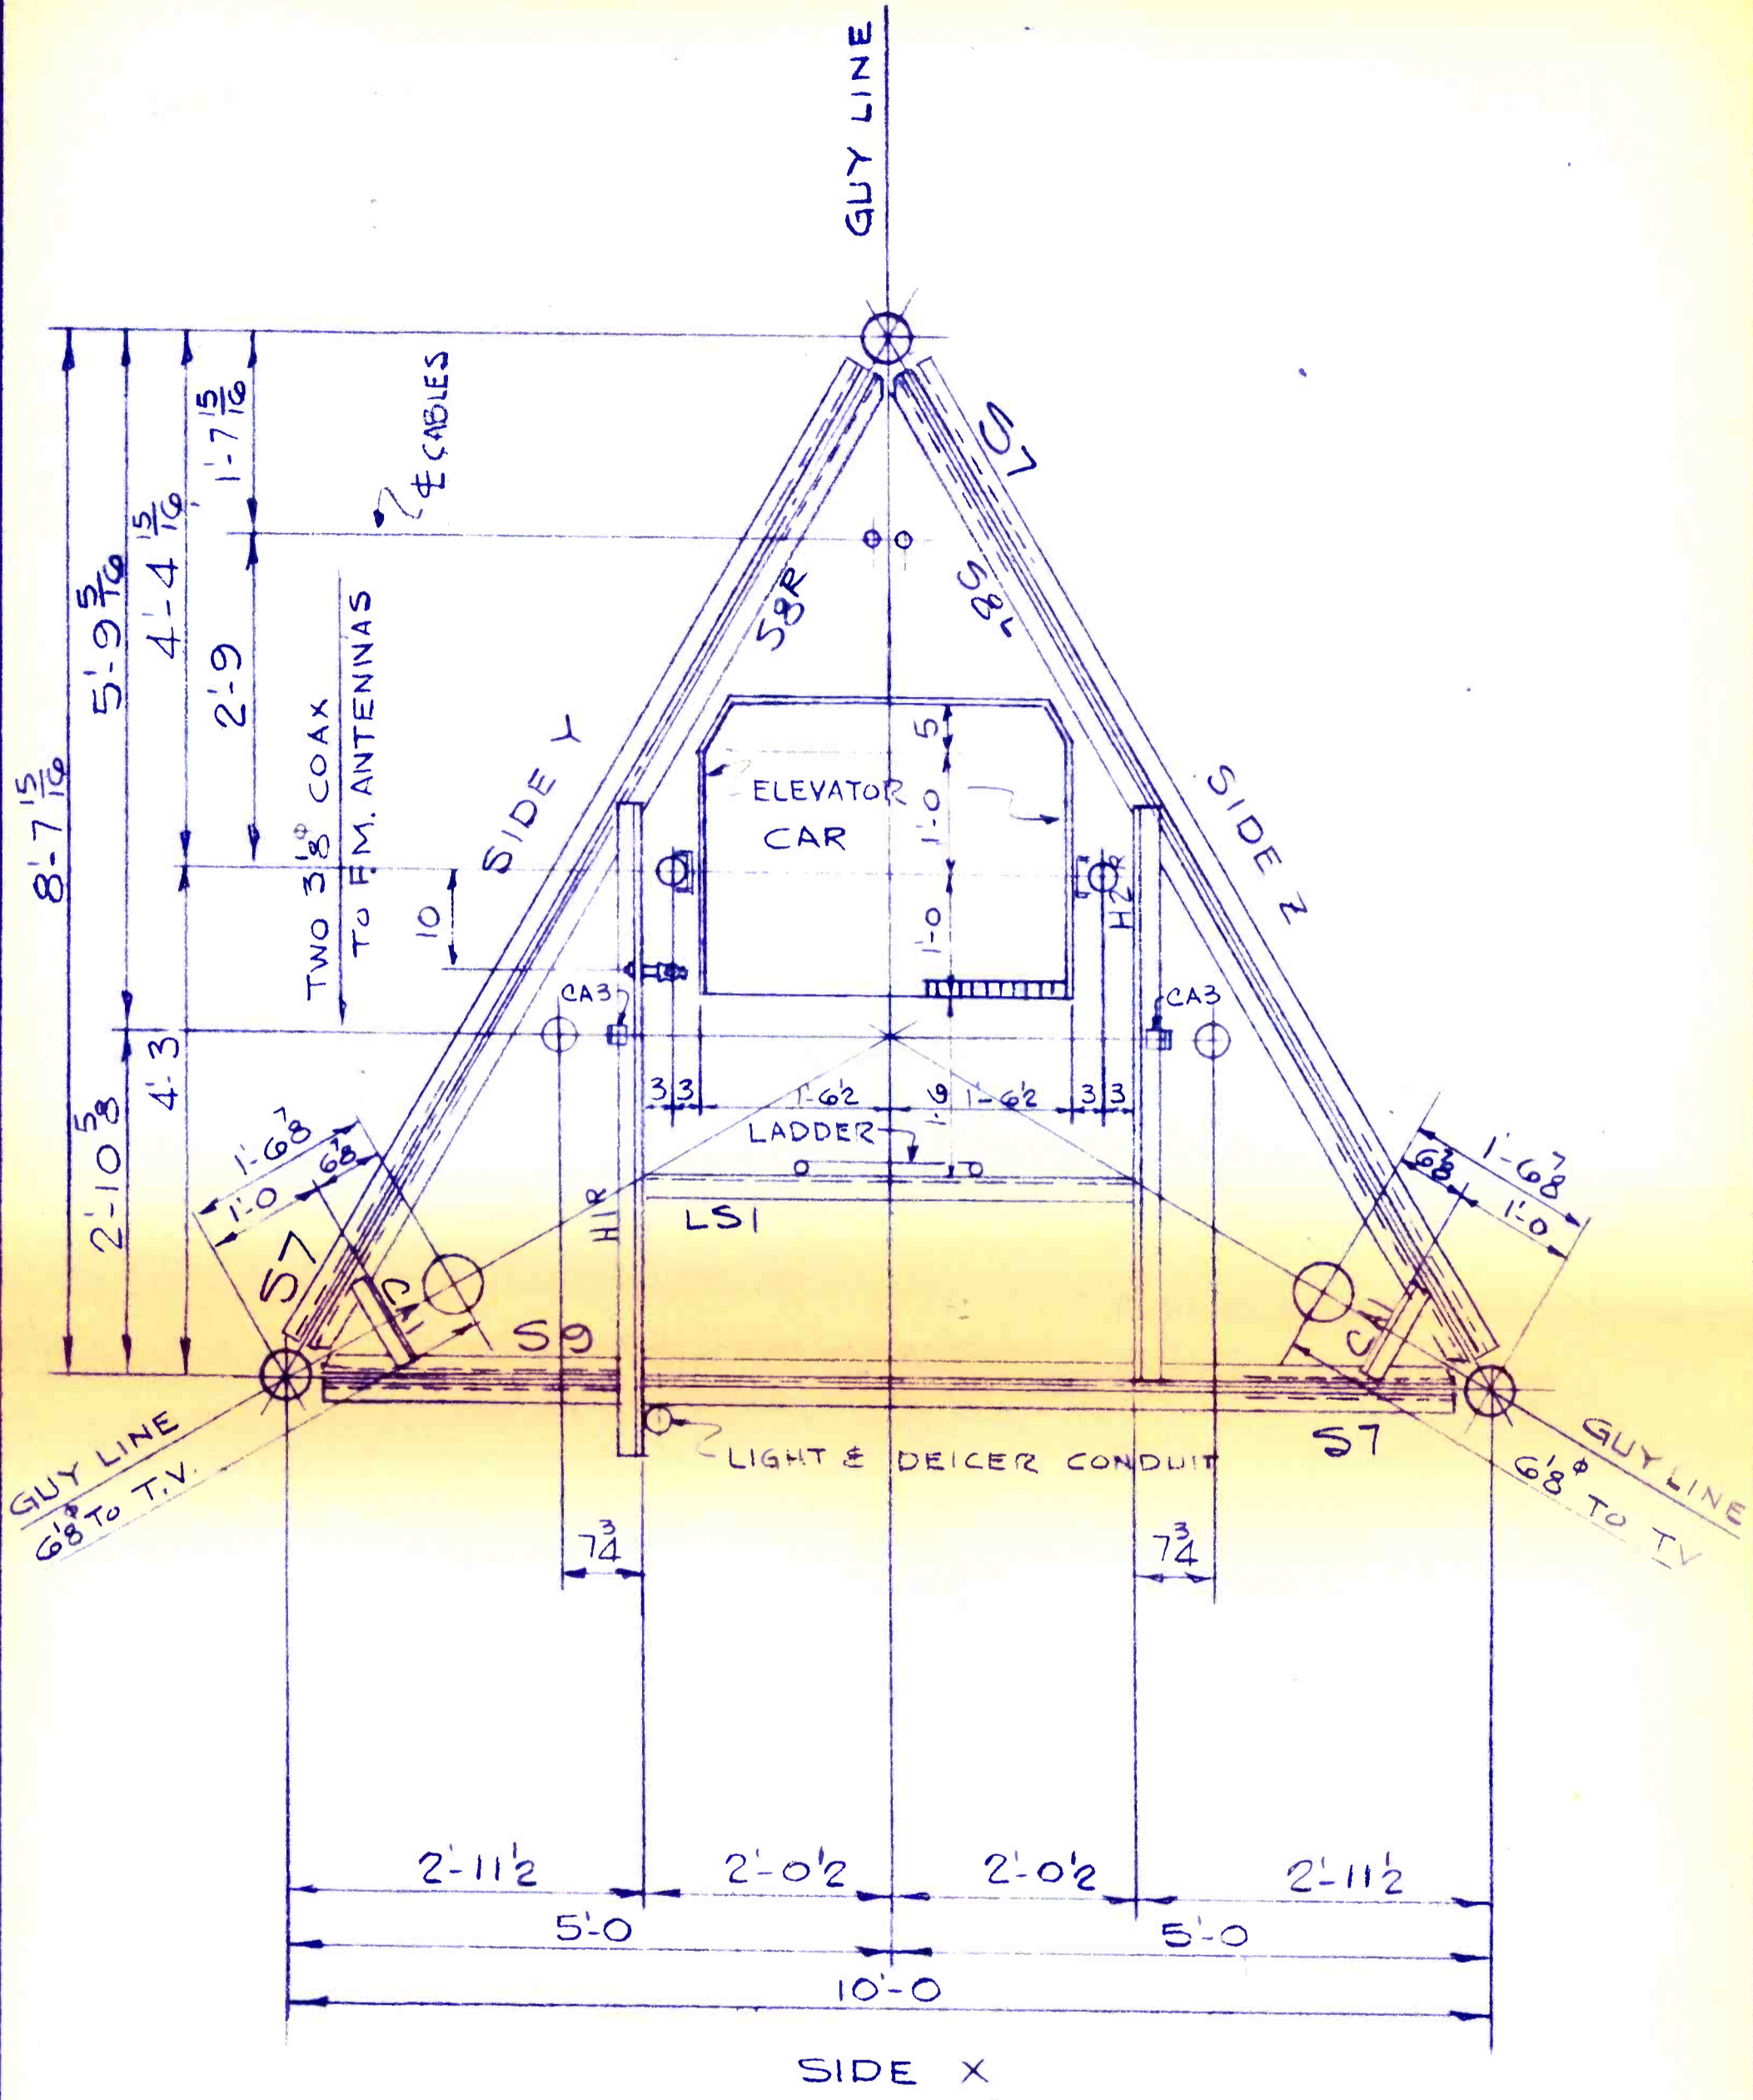 GUY LINE
8'-7 15/16
5'-9 5/16
4'-4 15/16
1'-7 15/16
2'-9
℄ CABLES
TWO 3 1/8ᶲ COAX
TO F.M. ANTENNAS
S7
S8R
S8L
SIDE Y
SIDE Z
ELEVATOR
CAR
5
1'-0
1'-0
10
H2R
CA3
CA3
2'-10 5/8
4'-3
3
3
1'-6 1/2
1'-9
1'-6 1/2
3
3
LADDER
1'-6 7/8
6 7/8
1'-0
1'-6 7/8
6 7/8
1'-0
H1R
LS1
S7
CA1
CA1
S9
S7
LIGHT & DEICER CONDUIT
GUY LINE
6 1/8ᶲ TO T.V.
GUY LINE
6 1/8ᶲ TO TV
7 3/4
7 3/4
2'-11 1/2
2'-0 1/2
2'-0 1/2
2'-11 1/2
5'-0
5'-0
10'-0
SIDE X